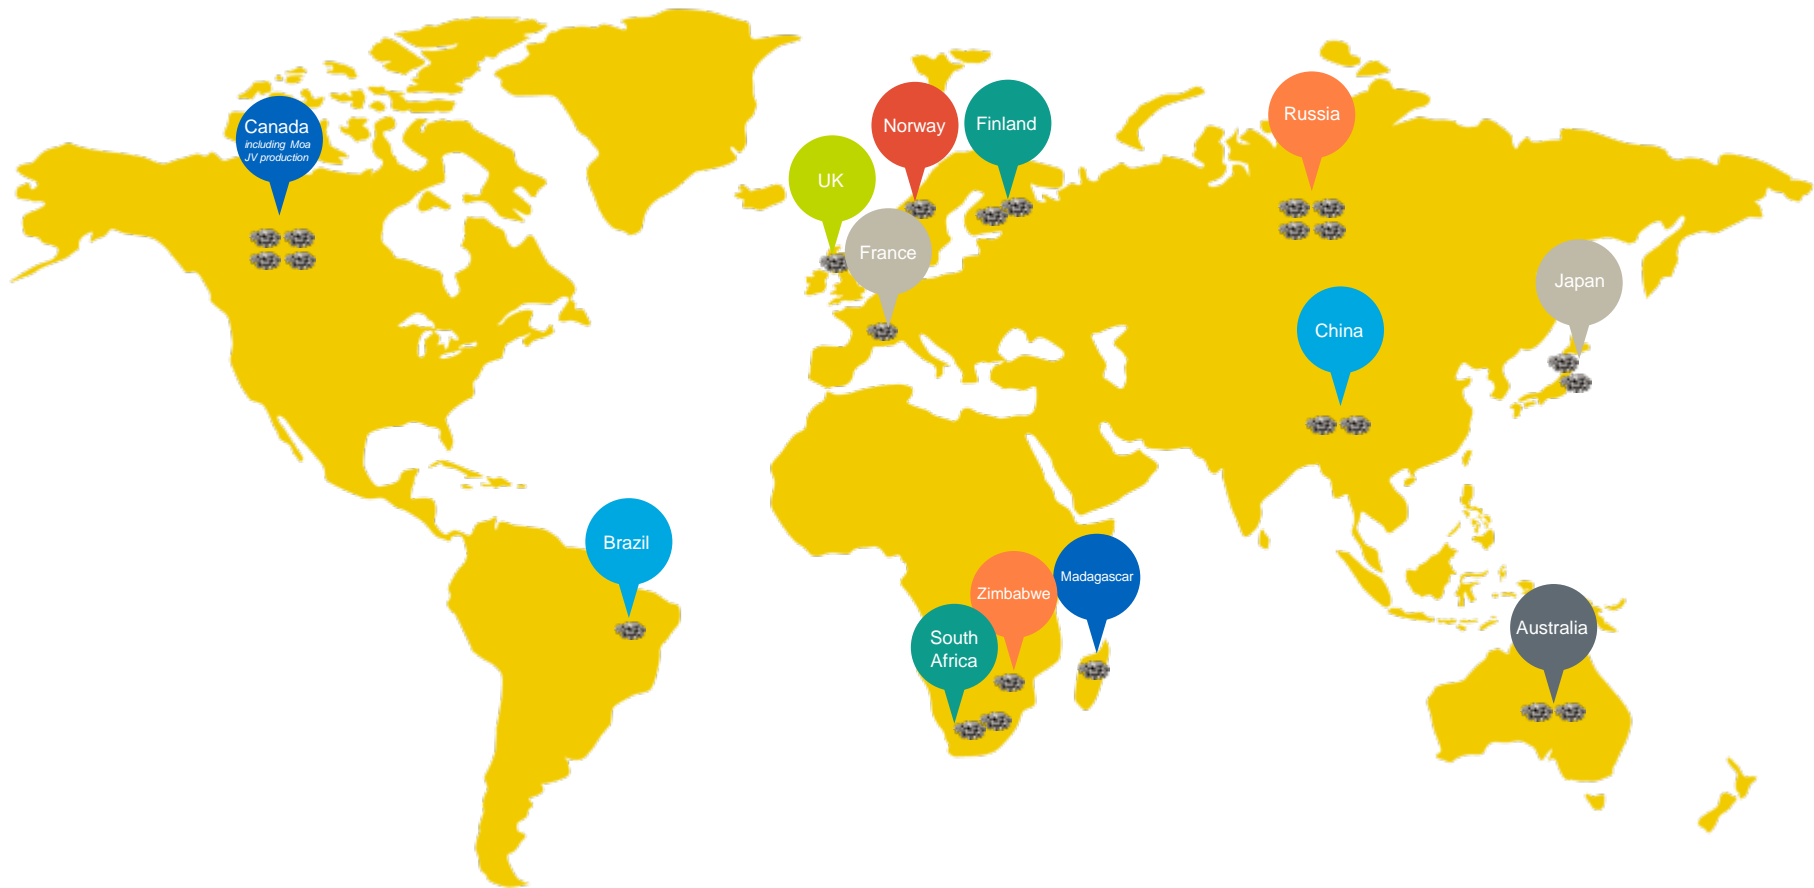 Canada
including Moa
JV production
UK
Norway
Finland
Russia
France
Japan
China
Brazil
Zimbabwe
Madagascar
South
Africa
Australia